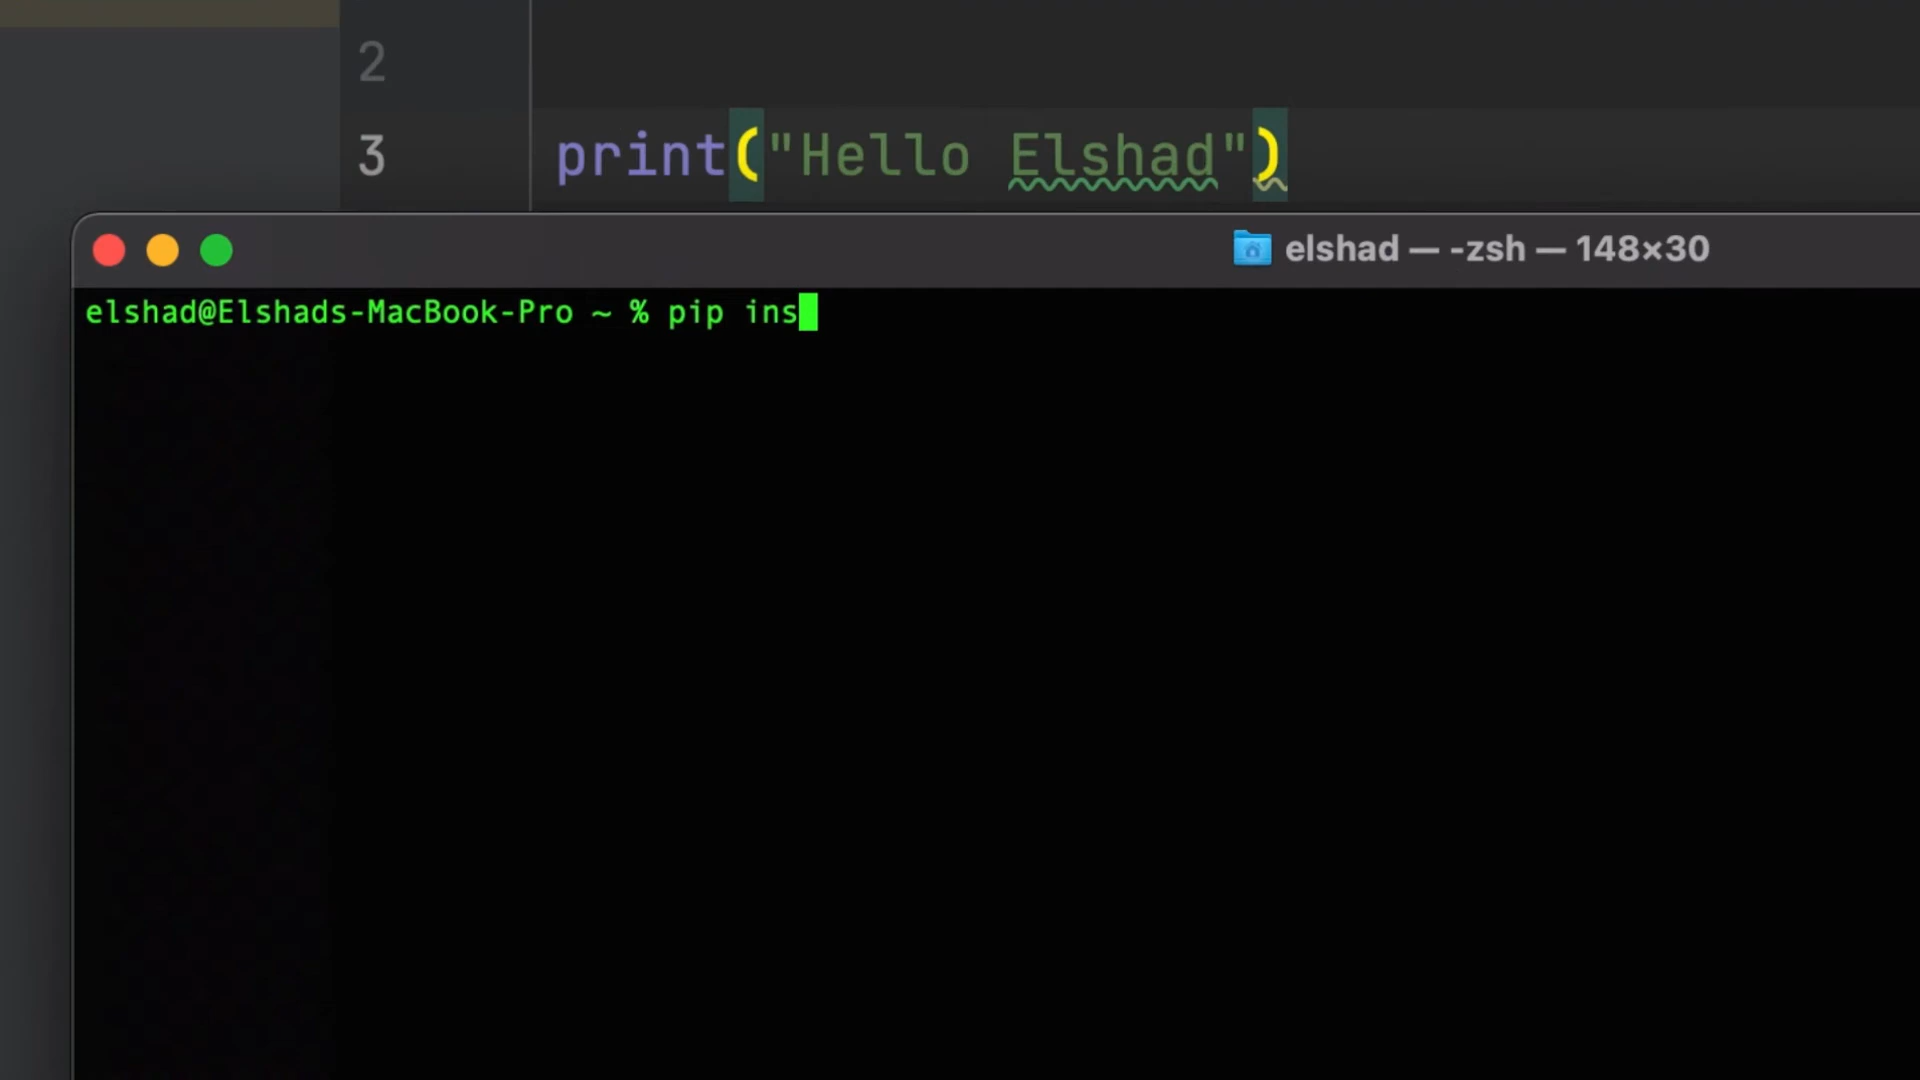 2
3 print("Hello Elshad")
elshad — -zsh — 148×30
elshad@Elshads-MacBook-Pro ~ % pip ins